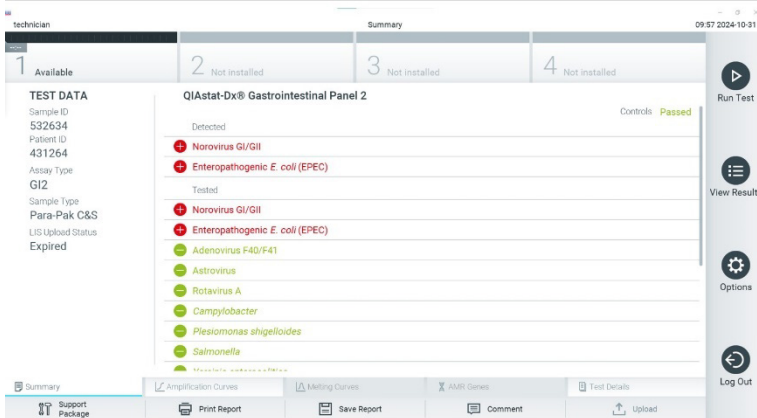 technician Summary 09:57 2024-10-31
1 Available 2 Not installed 3 Not installed 4 Not installed
TEST DATA
Sample ID
532634
Patient ID
431264
Assay Type
GI2
Sample Type
Para-Pak C&S
LIS Upload Status
Expired
QIAstat-Dx® Gastrointestinal Panel 2
Controls Passed
Detected
Norovirus GI/GII
Enteropathogenic E. coli (EPEC)
Tested
Norovirus GI/GII
Enteropathogenic E. coli (EPEC)
Adenovirus F40/F41
Astrovirus
Rotavirus A
Campylobacter
Plesiomonas shigelloides
Salmonella
Run Test
View Result
Options
Log Out
Summary Amplification Curves Melting Curves AMR Genes Test Details
Support Package Print Report Save Report Comment Upload